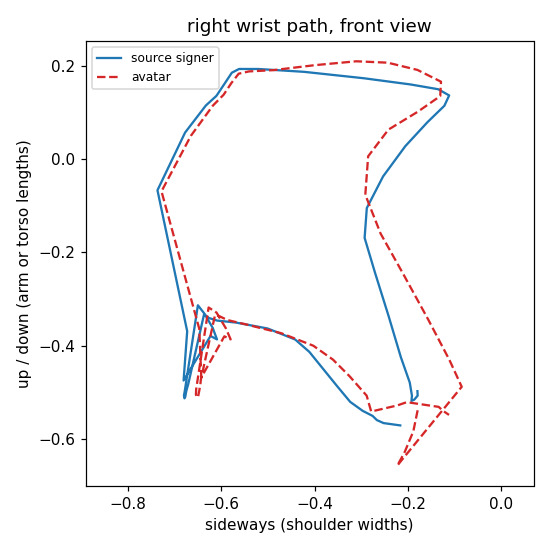 right wrist path, front view
source signer
avatar
0.2
0.0
−0.2
−0.4
−0.6
up / down (arm or torso lengths)
−0.8
−0.6
−0.4
−0.2
0.0
sideways (shoulder widths)